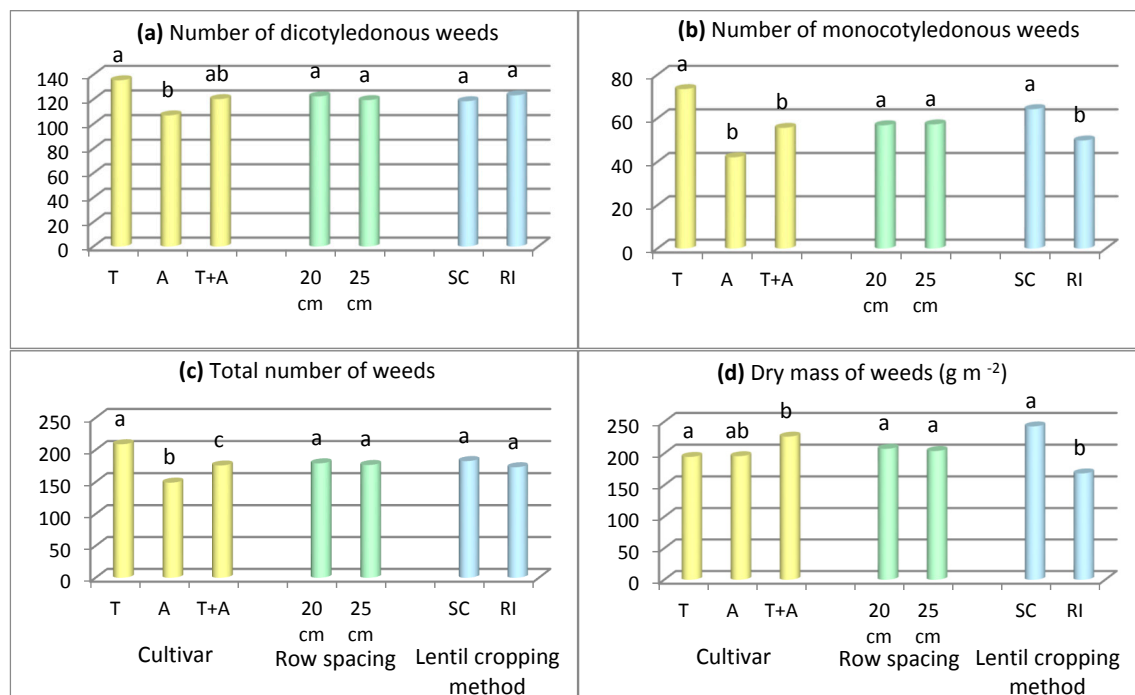 (a) Number of dicotyledonous weeds
a
b
ab
a
a
a
a
140
120
100
80
60
40
20
0
T A T+A 20 25 SC RI
cm cm
(b) Number of monocotyledonous weeds
a
b
b
a
a
a
b
80
60
40
20
0
T A T+A 20 25 SC RI
cm cm
(c) Total number of weeds
a
b
c
a
a
a
a
250
200
150
100
50
0
T A T+A 20 25 SC RI
cm cm
Cultivar Row spacing Lentil cropping
method
(d) Dry mass of weeds (g m -2)
a
ab
b
a
a
a
b
250
200
150
100
50
0
T A T+A 20 25 SC RI
cm cm
Cultivar Row spacing Lentil cropping
method